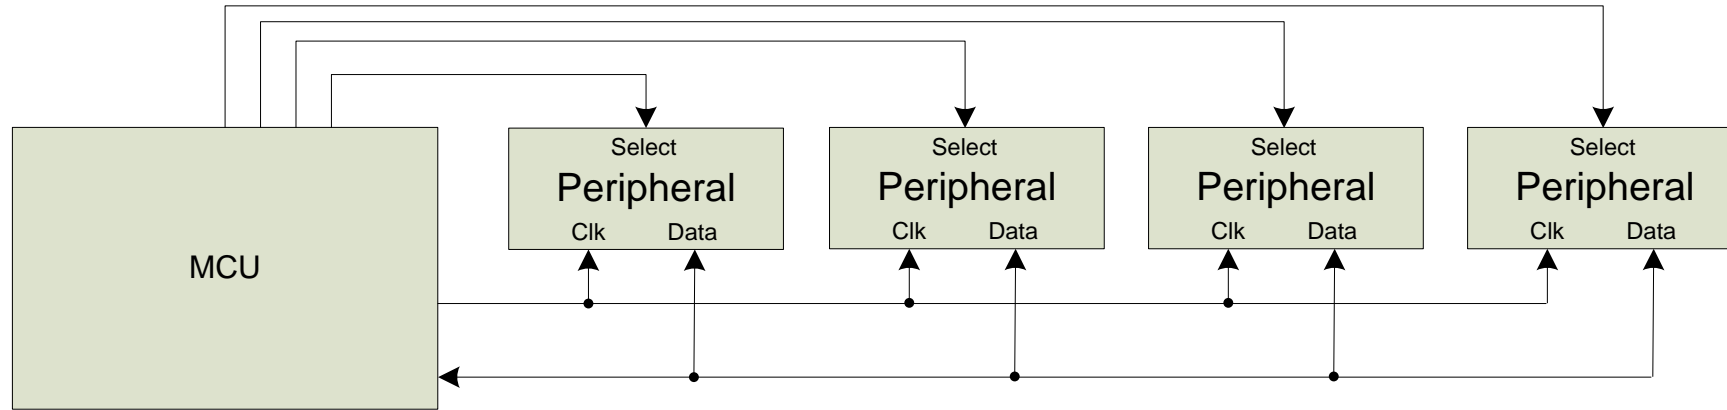 MCU
Select
Peripheral
Clk Data
Select
Peripheral
Clk Data
Select
Peripheral
Clk Data
Select
Peripheral
Clk Data